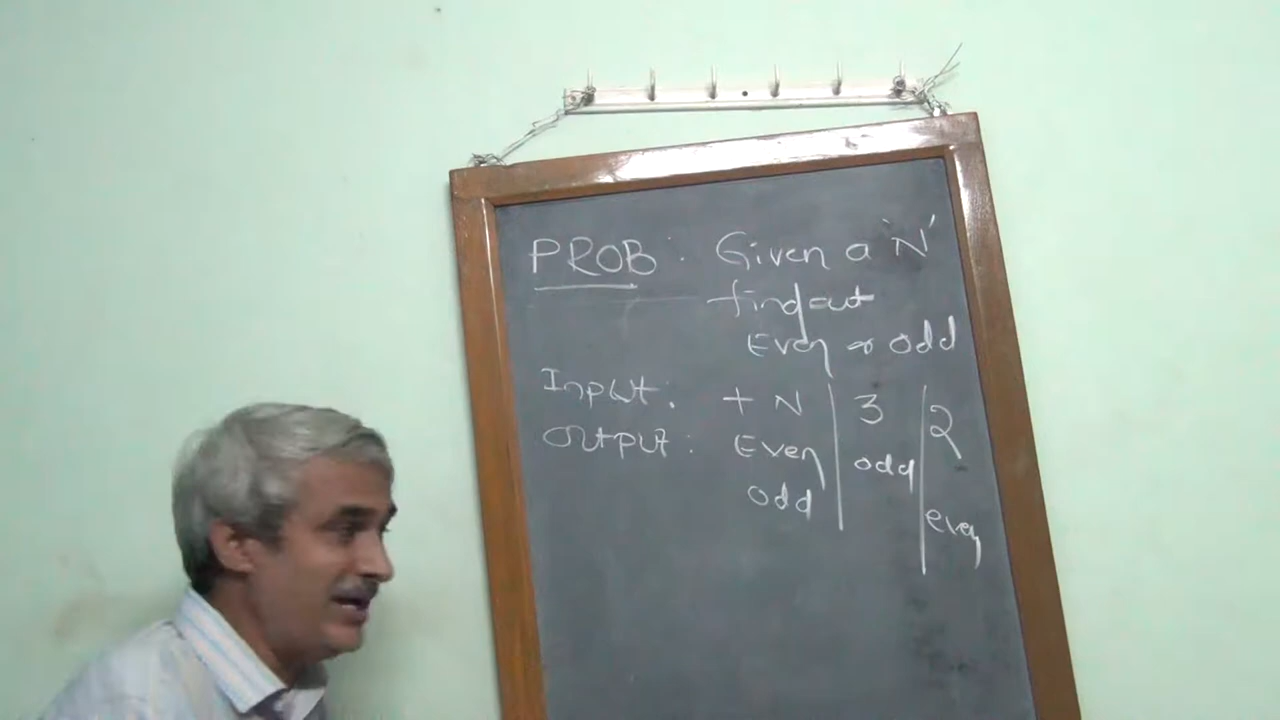 PROB : Given a 'N'
find out
Even or Odd
Input : + N | 3 | 2
Output : Even | odd | even
Odd